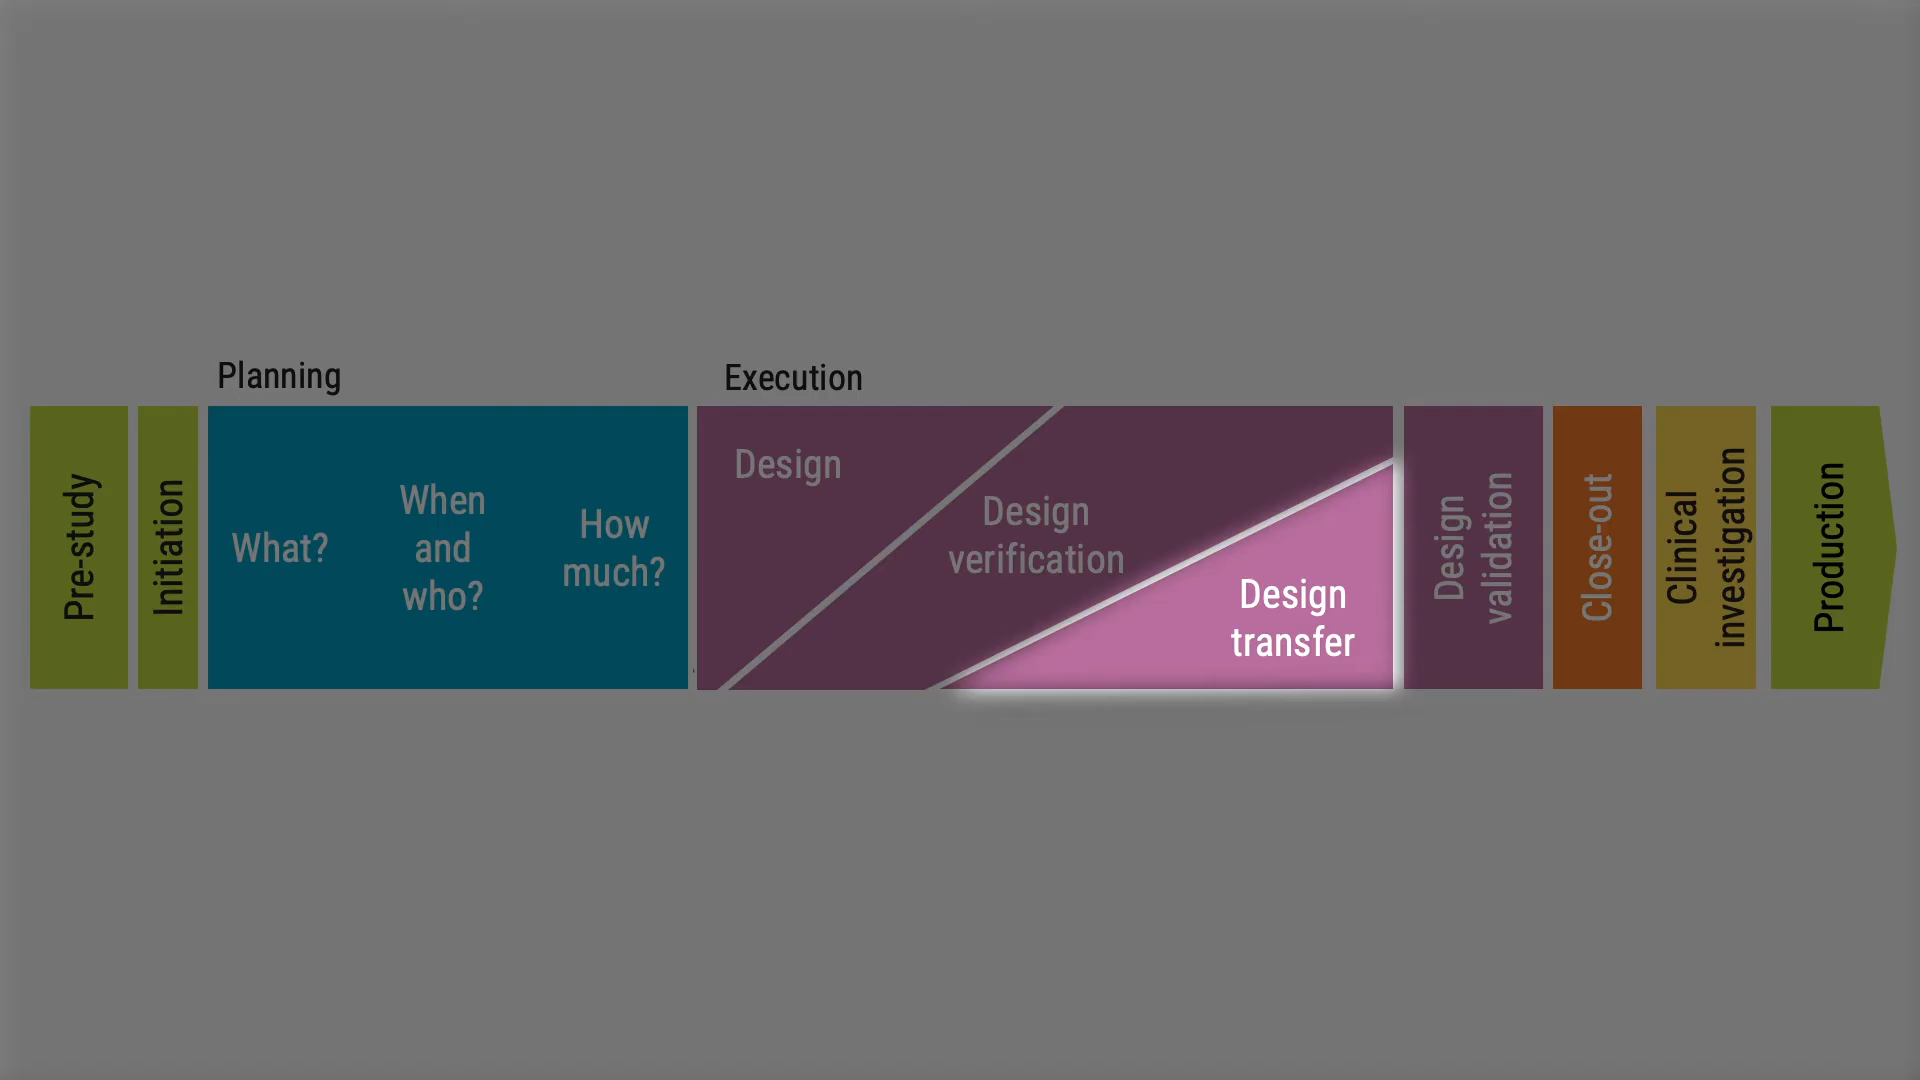 Planning
Execution
Pre-study
Initiation
What?
When
and
who?
How
much?
Design
Design
verification
Design
transfer
Design
validation
Close-out
Clinical
investigation
Production